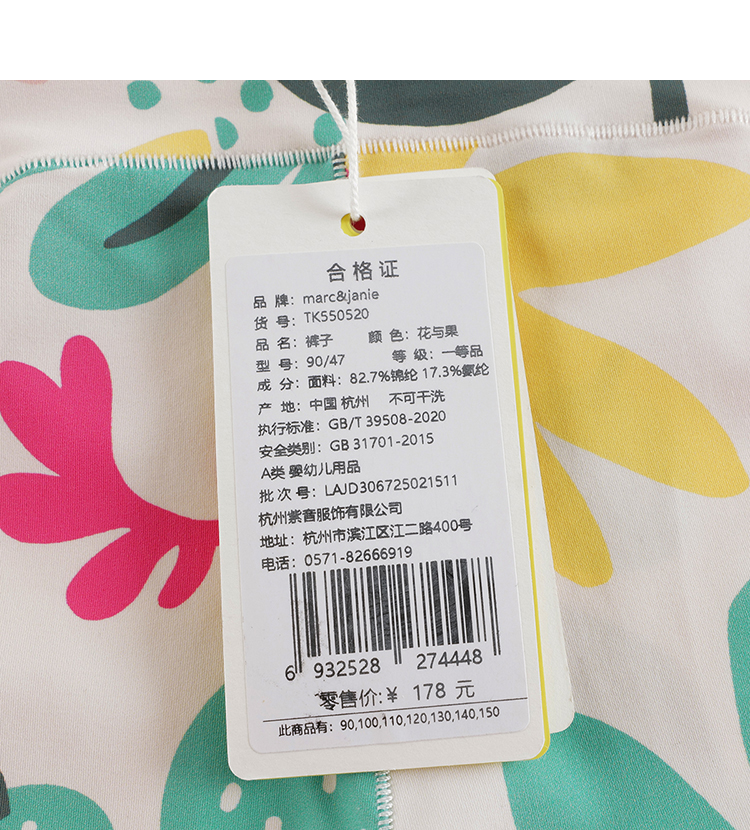 合格证
品 牌： marc&janie
货 号： TK550520
品 名： 裤子 颜 色： 花与果
型 号： 90/47 等 级： 一等品
成 分： 面料：82.7%锦纶 17.3%氨纶
产 地： 中国 杭州 不可干洗
执行标准： GB/T 39508-2020
安全类别： GB 31701-2015
A类 婴幼儿用品
批 次 号： LAJD306725021511
杭州紫音服饰有限公司
地址： 杭州市滨江区江二路400号
电话： 0571-82666919
6 932528 274448
零售价:￥ 178 元
此商品有： 90,100,110,120,130,140,150